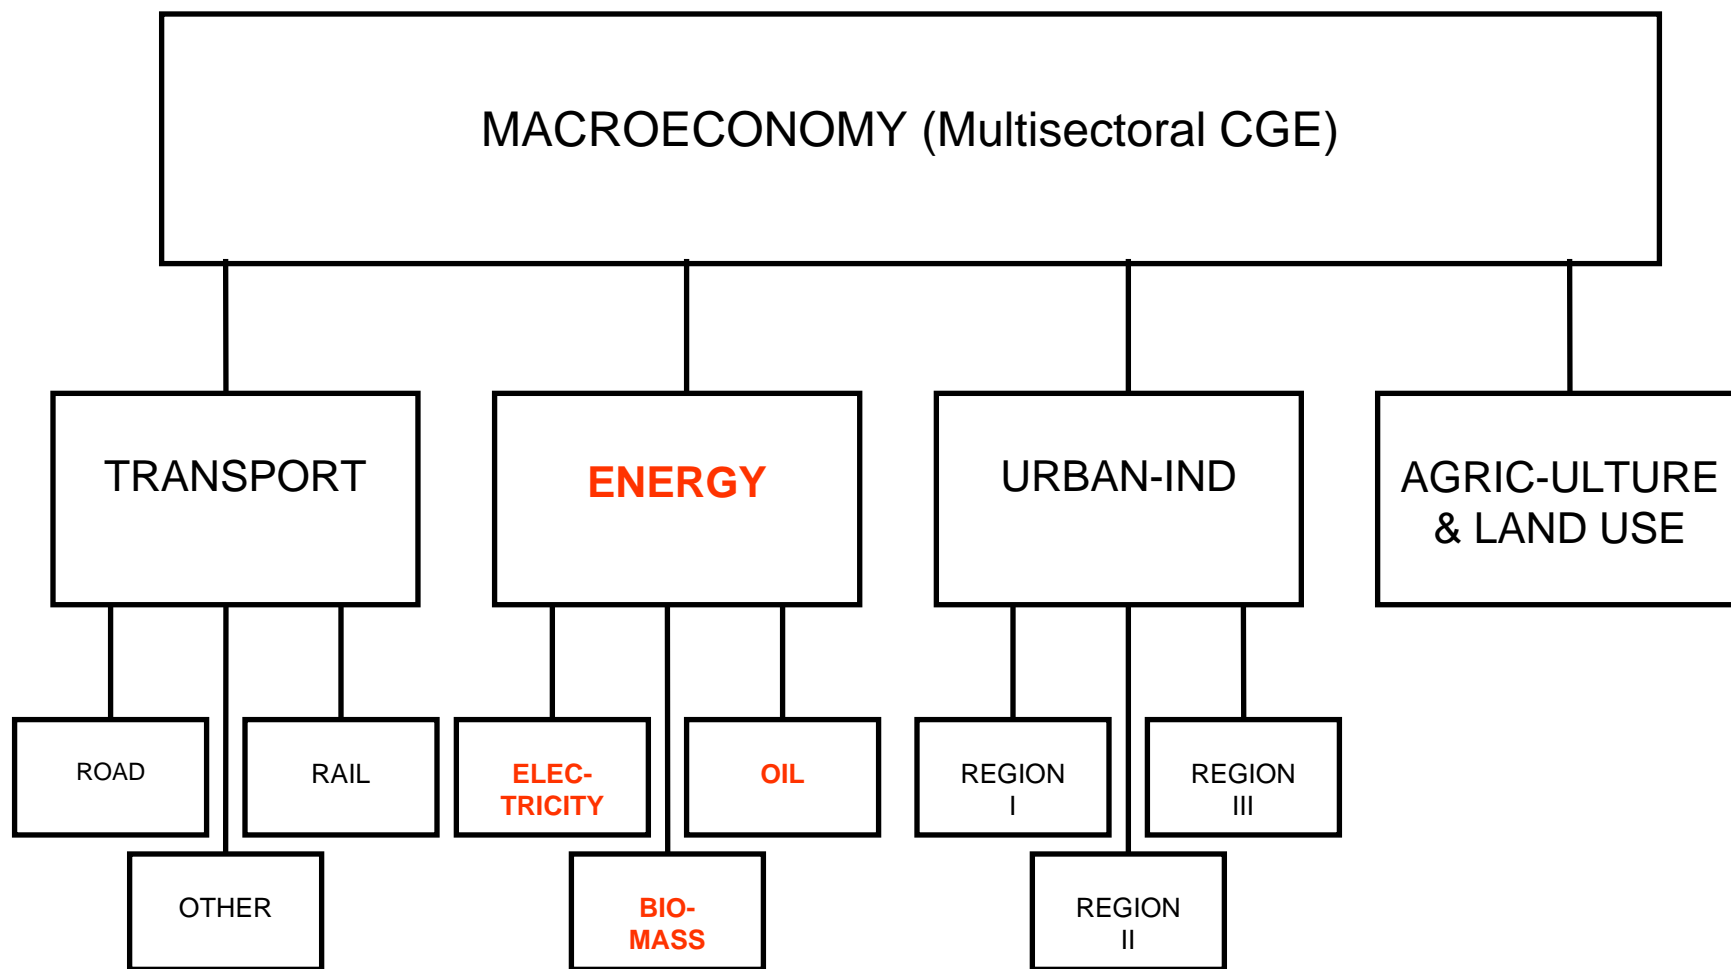 MACROECONOMY (Multisectoral CGE)
TRANSPORT
ENERGY
URBAN-IND
AGRIC-ULTURE
& LAND USE
ROAD
RAIL
OTHER
ELEC-
TRICITY
OIL
BIO-
MASS
REGION
I
REGION
III
REGION
II